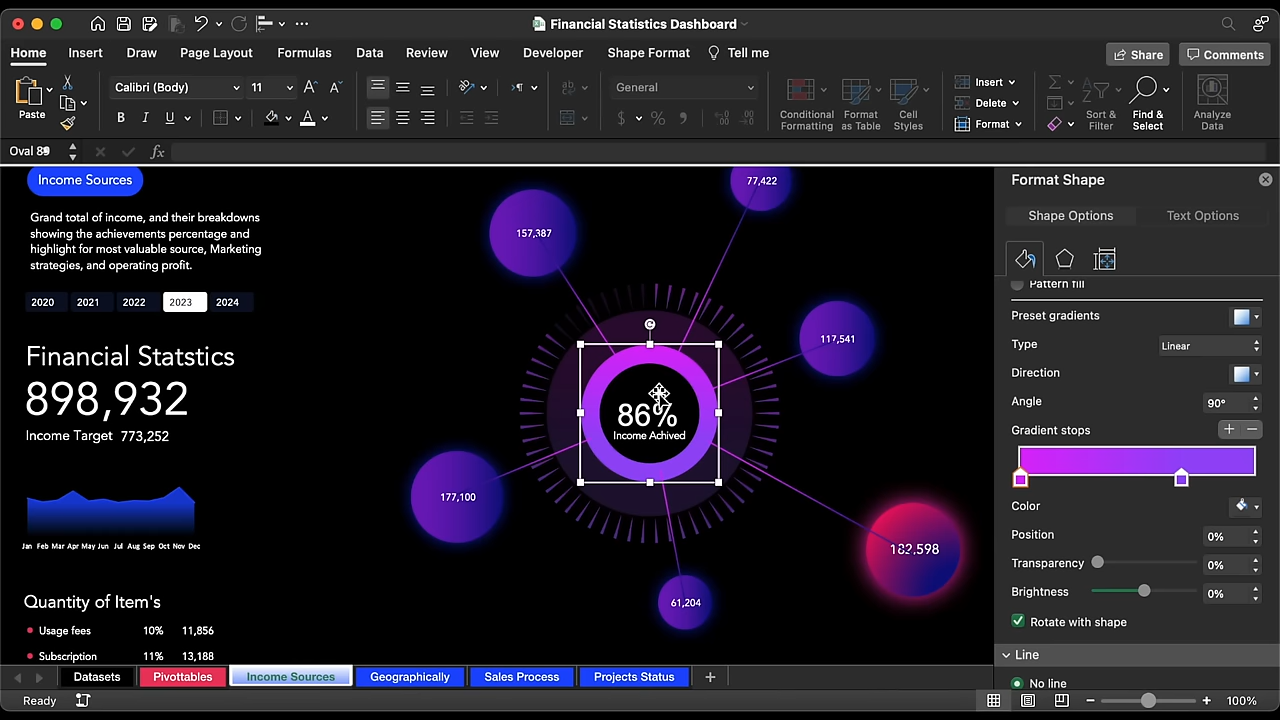 Financial Statistics Dashboard
Home Insert Draw Page Layout Formulas Data Review View Developer Shape Format Tell me
Share Comments
Paste
Calibri (Body) 11
B I U A
General
Conditional Formatting
Format as Table
Cell Styles
Insert
Delete
Format
Sort & Filter
Find & Select
Analyze Data
Oval 89
fx
Income Sources
Grand total of income, and their breakdowns
showing the achievements percentage and
highlight for most valuable source, Marketing
strategies, and operating profit.
2020 2021 2022 2023 2024
Financial Statstics
898,932
Income Target 773,252
Jan Feb Mar Apr May Jun Jul Aug Sep Oct Nov Dec
Quantity of Item's
Usage fees 10% 11,856
Subscription 11% 13,188
77,422
157,387
117,541
86%
Income Achived
177,100
182,598
61,204
Format Shape
Shape Options Text Options
Pattern fill
Preset gradients
Type Linear
Direction
Angle 90°
Gradient stops
Color
Position 0%
Transparency 0%
Brightness 0%
Rotate with shape
Line
No line
Datasets Pivottables Income Sources Geographically Sales Process Projects Status
Ready
100%